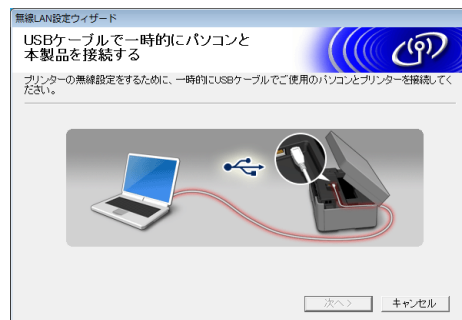 無線LAN設定ウィザード
USBケーブルで一時的にパソコンと
本製品を接続する
プリンターの無線設定をするために、一時的にUSBケーブルでご使用のパソコンとプリンターを接続してく
ださい。
次へ >
キャンセル